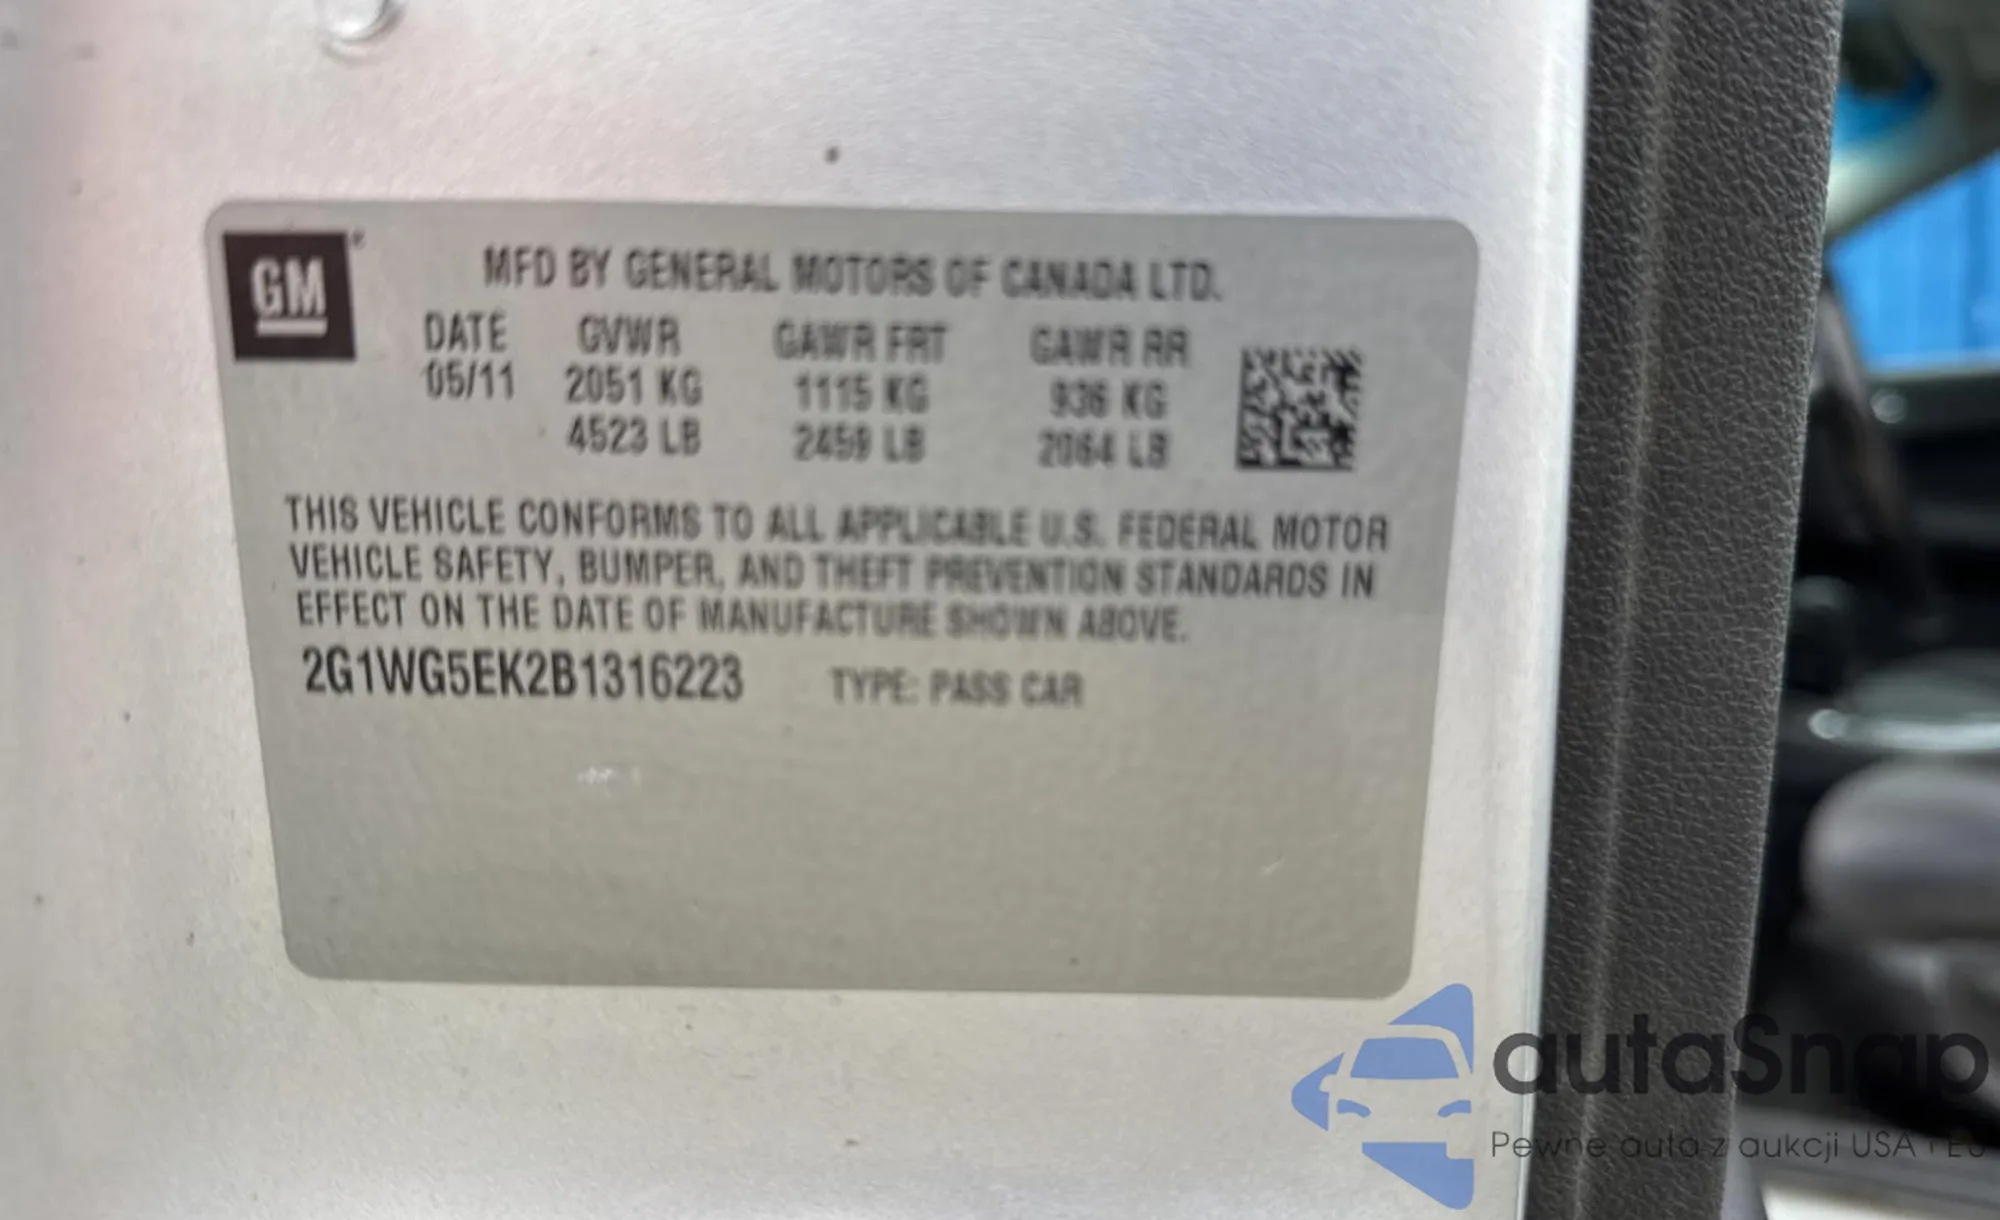 GM
MFD BY GENERAL MOTORS OF CANADA LTD.
DATE GVWR GAWR FRT GAWR RR
05/11 2051 KG 1115 KG 936 KG
4523 LB 2459 LB 2064 LB
THIS VEHICLE CONFORMS TO ALL APPLICABLE U.S. FEDERAL MOTOR
VEHICLE SAFETY, BUMPER, AND THEFT PREVENTION STANDARDS IN
EFFECT ON THE DATE OF MANUFACTURE SHOWN ABOVE.
2G1WG5EK2B1316223 TYPE: PASS CAR
autaSnap
Pewne auta z aukcji USA i EU